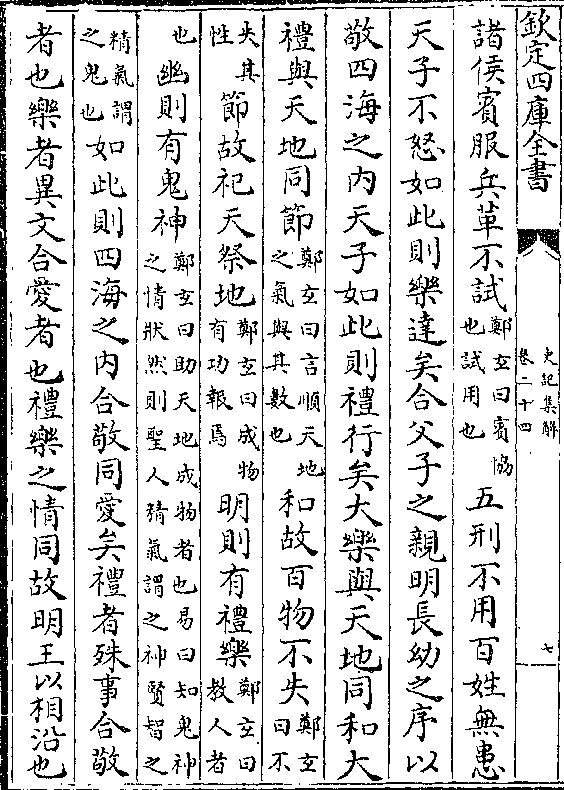 欽定四庫全書
史記集解
卷二十四
七
諸侯賓服兵革不試鄭玄曰賓協也試用也五刑不用百姓無患
天子不怒如此則樂達矣合父子之親明長幼之序以
敬四海之内天子如此則禮行矣大樂與天地同和大
禮與天地同節鄭玄曰言順天地之氣與其數也和故百物不失鄭玄曰不
失其性節故祀天祭地鄭玄曰成物有功報焉明則有禮樂鄭玄曰教人者
也幽則有鬼神鄭玄曰助天地成物者也易曰知鬼神之情狀然則聖人精氣謂之神賢智之
精氣謂之鬼也如此則四海之内合敬同愛矣禮者殊事合敬
者也樂者異文合愛者也禮樂之情同故明王以相沿也